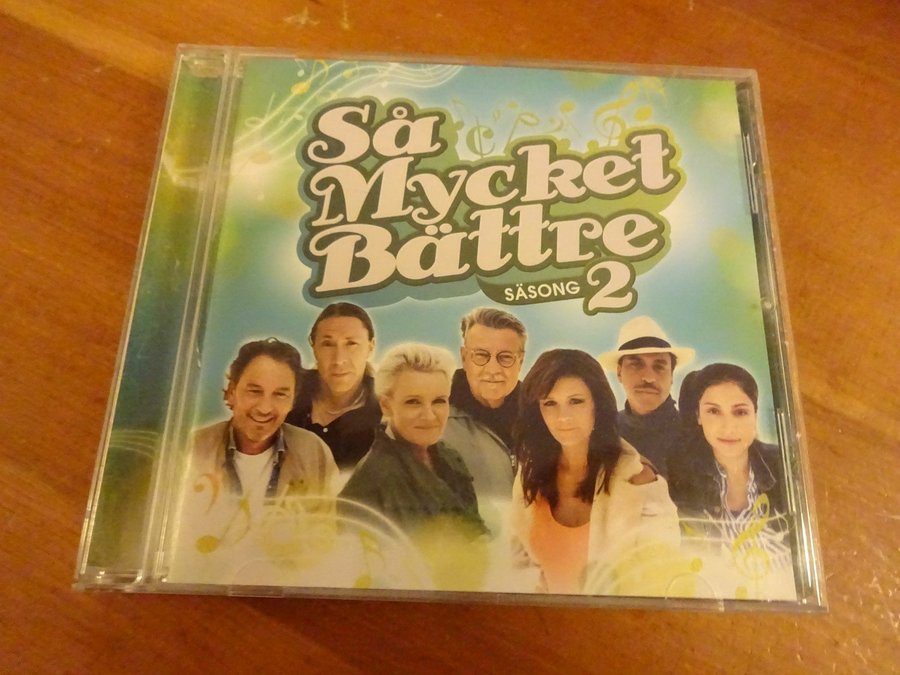 Så
Mycket
Bättre
SÄSONG 2